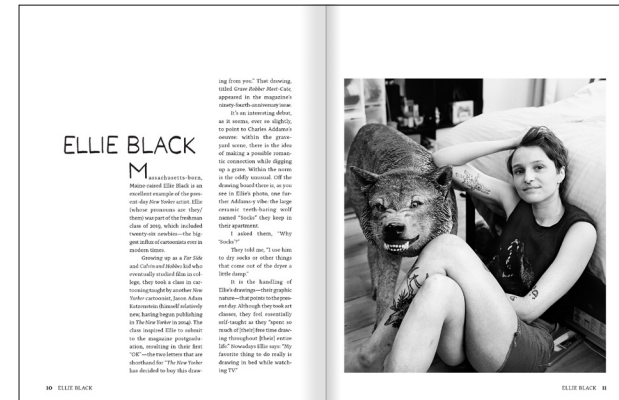 ELLIE BLACK
Massachusetts-born,
Maine-raised Ellie Black is an
excellent example of the pres-
ent-day New Yorker artist. Ellie
(whose pronouns are they/
them) was part of the freshman
class of 2019, which included
twenty-six newbies—the big-
gest influx of cartoonists ever in
modern times.
Growing up as a Far Side
and Calvin and Hobbes kid who
eventually studied film in col-
lege, they took a class in car-
tooning taught by another New
Yorker cartoonist, Jason Adam
Katzenstein (himself relatively
new, having begun publishing
in The New Yorker in 2014). The
class inspired Ellie to submit
to the magazine postgradu-
ation, resulting in their first
"OK"—the two letters that are
shorthand for "The New Yorker
has decided to buy this draw-
ing from you." That drawing,
titled Grave Robber Meet-Cute,
appeared in the magazine's
ninety-fourth-anniversary issue.
It's an interesting debut,
as it seems, ever so slightly,
to point to Charles Addams's
oeuvre: within the grave-
yard scene, there is the idea
of making a possible roman-
tic connection while digging
up a grave. Within the norm
is the oddly unusual. Off the
drawing board there is, as you
see in Ellie's photo, one fur-
ther Addams-y vibe: the large
ceramic teeth-baring wolf
named "Socks" they keep in
their apartment.
I asked them, "Why
'Socks'?"
They told me, "I use him
to dry socks or other things
that come out of the dryer a
little damp."
It is the handling of
Ellie's drawings—their graphic
nature—that points to the pres-
ent day. Although they took art
classes, they feel essentially
self-taught as they "spent so
much of [their] free time draw-
ing throughout [their] entire
life." Nowadays Ellie says: "My
favorite thing to do really is
drawing in bed while watch-
ing TV."
10 ELLIE BLACK
ELLIE BLACK 11